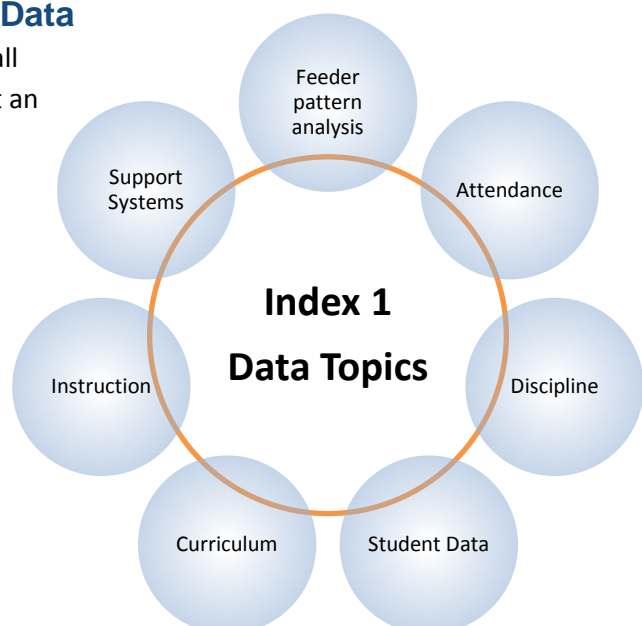 Data
all
t an
Feeder
pattern
analysis
Support
Systems
Attendance
Index 1
Data Topics
Instruction
Discipline
Curriculum
Student Data